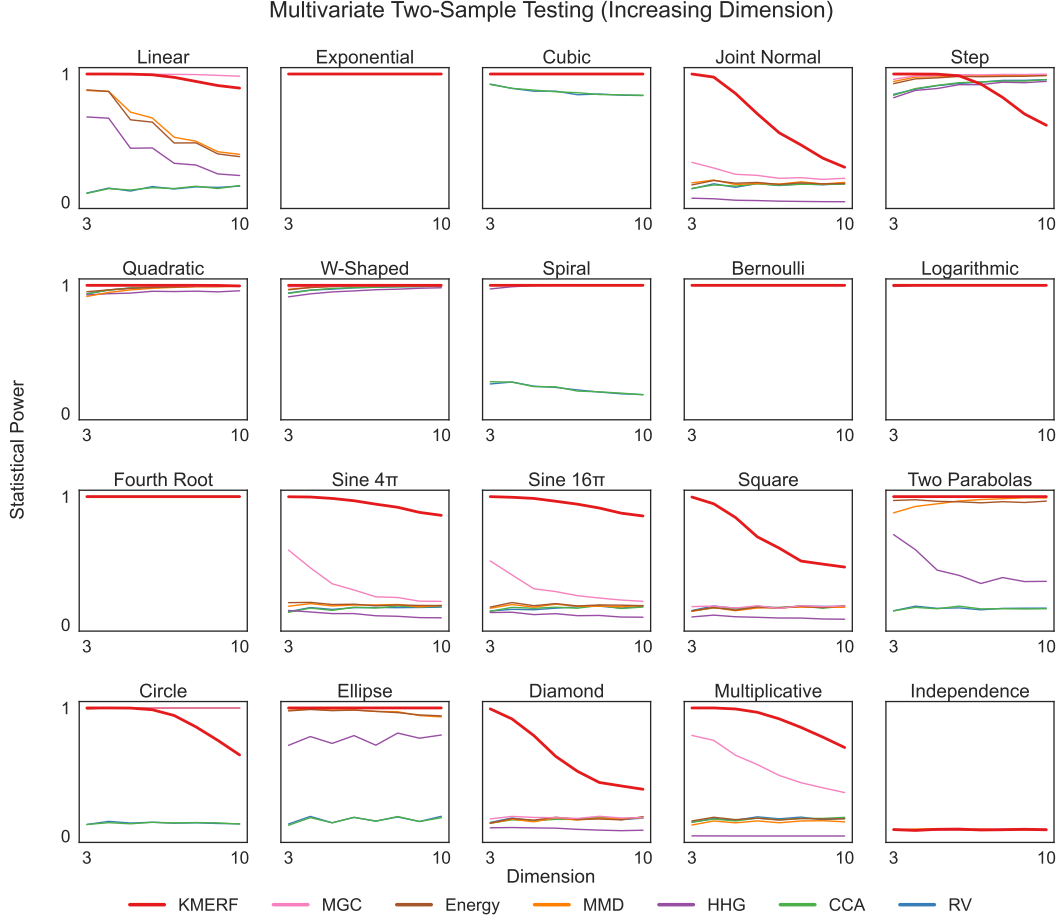 Multivariate Two-Sample Testing (Increasing Dimension)
Linear Exponential Cubic Joint Normal Step
1
0
3 10 3 10 3 10 3 10 3 10
Quadratic W-Shaped Spiral Bernoulli Logarithmic
1
0
3 10 3 10 3 10 3 10 3 10
Statistical Power
Fourth Root Sine 4π Sine 16π Square Two Parabolas
1
0
3 10 3 10 3 10 3 10 3 10
Circle Ellipse Diamond Multiplicative Independence
1
0
3 10 3 10 3 10 3 10 3 10
Dimension
KMERF MGC Energy MMD HHG CCA RV